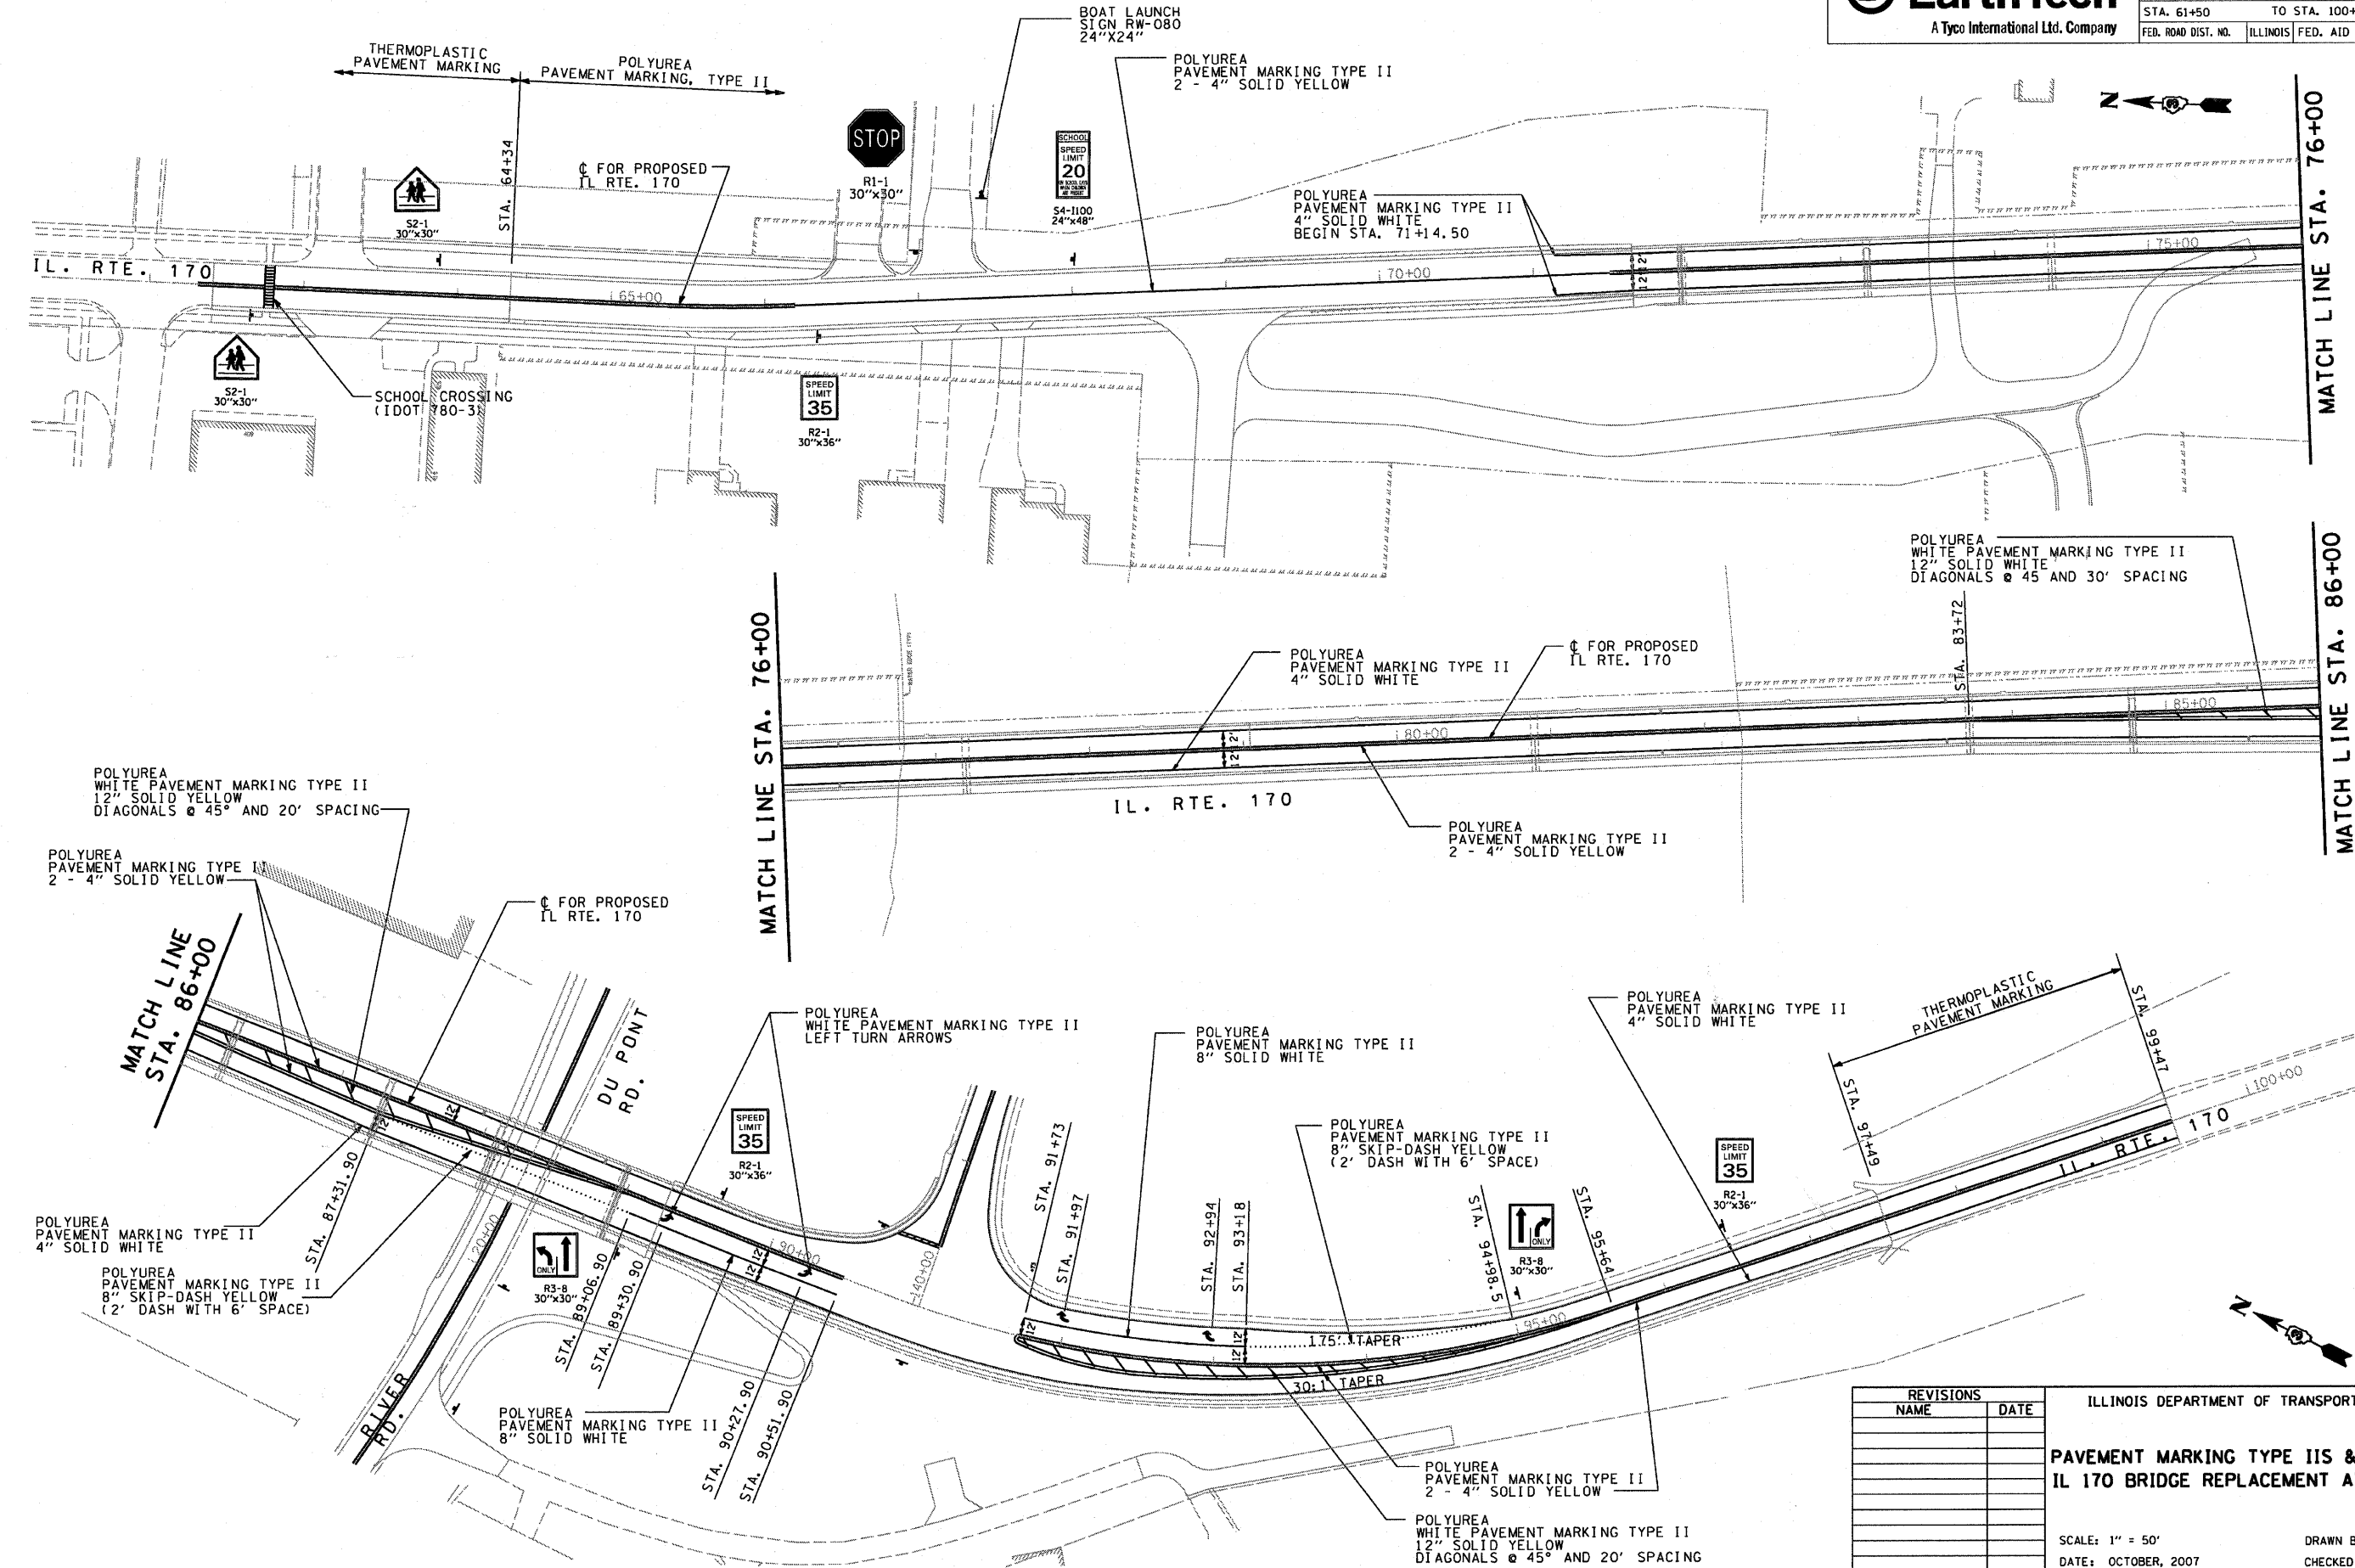 EarthTech
A Tyco International Ltd. Company
STA. 61+50 TO STA. 100+
FED. ROAD DIST. NO. ILLINOIS FED. AID
THERMOPLASTIC
PAVEMENT MARKING
POLYUREA
PAVEMENT MARKING, TYPE II
BOAT LAUNCH
SIGN RW-080
24"X24"
POLYUREA
PAVEMENT MARKING TYPE II
2 - 4" SOLID YELLOW
N
STA. 64+34
₵ FOR PROPOSED
IL RTE. 170
STOP
R1-1
30"x30"
SCHOOL
SPEED
LIMIT
20
S4-I100
24"x48"
S2-1
30"x30"
POLYUREA
PAVEMENT MARKING TYPE II
4" SOLID WHITE
BEGIN STA. 71+14.50
IL. RTE. 170
65+00
70+00
12'
12'
75+00
MATCH LINE STA. 76+00
S2-1
30"x30"
SCHOOL CROSSING
(IDOT 780-3)
SPEED
LIMIT
35
R2-1
30"x36"
MATCH LINE STA. 76+00
POLYUREA
PAVEMENT MARKING TYPE II
4" SOLID WHITE
₵ FOR PROPOSED
IL RTE. 170
POLYUREA
WHITE PAVEMENT MARKING TYPE II
12" SOLID WHITE
DIAGONALS @ 45 AND 30' SPACING
STA. 83+72
12'
12'
80+00
85+00
IL. RTE. 170
POLYUREA
PAVEMENT MARKING TYPE II
2 - 4" SOLID YELLOW
MATCH LINE STA. 86+00
POLYUREA
WHITE PAVEMENT MARKING TYPE II
12" SOLID YELLOW
DIAGONALS @ 45° AND 20' SPACING
POLYUREA
PAVEMENT MARKING TYPE II
2 - 4" SOLID YELLOW
₵ FOR PROPOSED
IL RTE. 170
MATCH LINE
STA. 86+00
DU PONT
RD.
POLYUREA
WHITE PAVEMENT MARKING TYPE II
LEFT TURN ARROWS
SPEED
LIMIT
35
R2-1
30"x36"
POLYUREA
PAVEMENT MARKING TYPE II
8" SOLID WHITE
POLYUREA
PAVEMENT MARKING TYPE II
8" SKIP-DASH YELLOW
(2' DASH WITH 6' SPACE)
POLYUREA
PAVEMENT MARKING TYPE II
4" SOLID WHITE
THERMOPLASTIC
PAVEMENT MARKING
STA. 97+49
STA. 99+47
100+00
IL. RTE. 170
SPEED
LIMIT
35
R2-1
30"x36"
ONLY
R3-8
30"x30"
STA. 91+73
STA. 91+97
STA. 92+94
STA. 93+18
STA. 94+98.5
STA. 95+64
95+00
175' TAPER
30:1 TAPER
12'
12'
12'
POLYUREA
PAVEMENT MARKING TYPE II
4" SOLID WHITE
POLYUREA
PAVEMENT MARKING TYPE II
8" SKIP-DASH YELLOW
(2' DASH WITH 6' SPACE)
STA. 87+31.90
12'
12'
20+00
ONLY
R3-8
30"x30"
STA. 89+06.90
STA. 89+30.90
90+00
12'
12'
140+00
RIVER
RD.
POLYUREA
PAVEMENT MARKING TYPE II
8" SOLID WHITE
STA. 90+27.90
STA. 90+51.90
POLYUREA
PAVEMENT MARKING TYPE II
2 - 4" SOLID YELLOW
POLYUREA
WHITE PAVEMENT MARKING TYPE II
12" SOLID YELLOW
DIAGONALS @ 45° AND 20' SPACING
N
REVISIONS
NAME DATE
ILLINOIS DEPARTMENT OF TRANSPORT
PAVEMENT MARKING TYPE IIS &
IL 170 BRIDGE REPLACEMENT A
SCALE: 1" = 50'
DRAWN B
DATE: OCTOBER, 2007
CHECKED